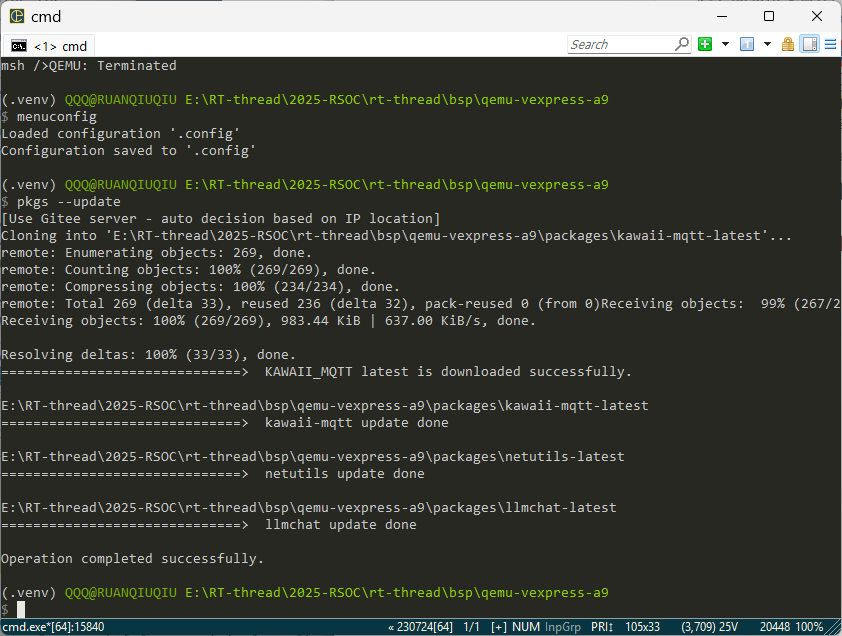 cmd
<1> cmd
Search
msh />QEMU: Terminated
(.venv) QQQ@RUANQIUQIU E:\RT-thread\2025-RSOC\rt-thread\bsp\qemu-vexpress-a9
$ menuconfig
Loaded configuration '.config'
Configuration saved to '.config'
(.venv) QQQ@RUANQIUQIU E:\RT-thread\2025-RSOC\rt-thread\bsp\qemu-vexpress-a9
$ pkgs --update
[Use Gitee server - auto decision based on IP location]
Cloning into 'E:\RT-thread\2025-RSOC\rt-thread\bsp\qemu-vexpress-a9\packages\kawaii-mqtt-latest'...
remote: Enumerating objects: 269, done.
remote: Counting objects: 100% (269/269), done.
remote: Compressing objects: 100% (234/234), done.
remote: Total 269 (delta 33), reused 236 (delta 32), pack-reused 0 (from 0)Receiving objects:  99% (267/2
Receiving objects: 100% (269/269), 983.44 KiB | 637.00 KiB/s, done.
Resolving deltas: 100% (33/33), done.
==============================>  KAWAII_MQTT latest is downloaded successfully.
E:\RT-thread\2025-RSOC\rt-thread\bsp\qemu-vexpress-a9\packages\kawaii-mqtt-latest
==============================>  kawaii-mqtt update done
E:\RT-thread\2025-RSOC\rt-thread\bsp\qemu-vexpress-a9\packages\netutils-latest
==============================>  netutils update done
E:\RT-thread\2025-RSOC\rt-thread\bsp\qemu-vexpress-a9\packages\llmchat-latest
==============================>  llmchat update done
Operation completed successfully.
(.venv) QQQ@RUANQIUQIU E:\RT-thread\2025-RSOC\rt-thread\bsp\qemu-vexpress-a9
$
cmd.exe*[64]:15840 « 230724[64] 1/1 [+] NUM InpGrp PRI↕ 105x33 (3,709) 25V 20448 100%